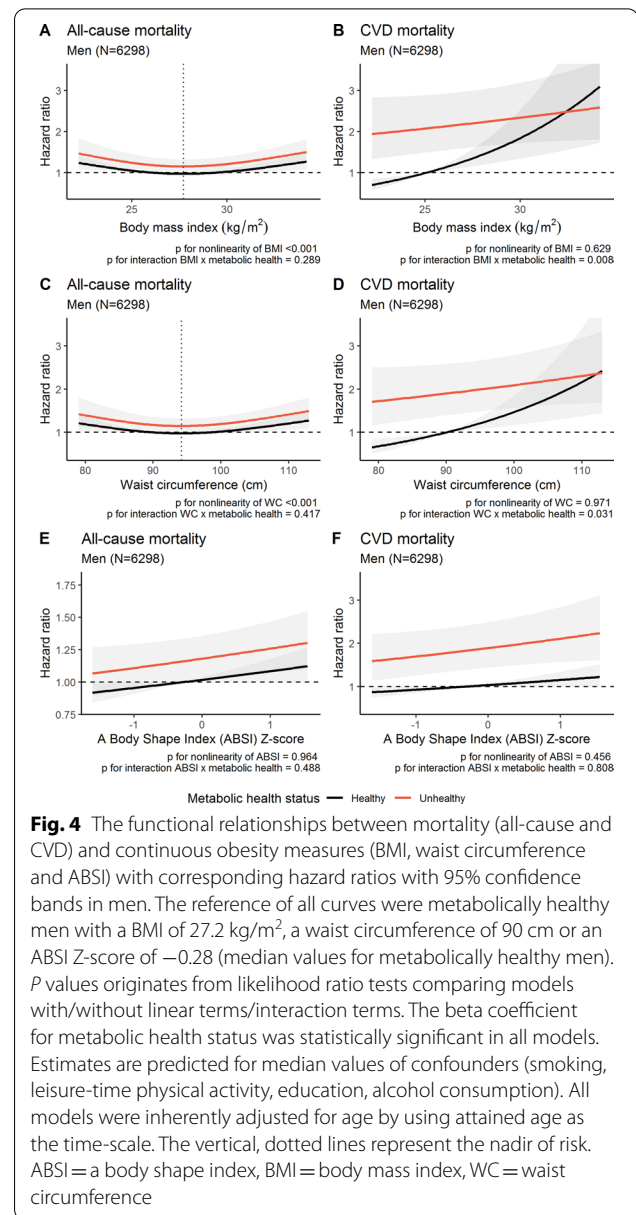 A All-cause mortality
Men (N=6298)
Hazard ratio
3
2
1
25 30
Body mass index (kg/m²)
p for nonlinearity of BMI <0.001
p for interaction BMI x metabolic health = 0.289
B CVD mortality
Men (N=6298)
Hazard ratio
3
2
1
25 30
Body mass index (kg/m²)
p for nonlinearity of BMI = 0.629
p for interaction BMI x metabolic health = 0.008
C All-cause mortality
Men (N=6298)
Hazard ratio
3
2
1
80 90 100 110
Waist circumference (cm)
p for nonlinearity of WC <0.001
p for interaction WC x metabolic health = 0.417
D CVD mortality
Men (N=6298)
Hazard ratio
3
2
1
80 90 100 110
Waist circumference (cm)
p for nonlinearity of WC = 0.971
p for interaction WC x metabolic health = 0.031
E All-cause mortality
Men (N=6298)
Hazard ratio
1.75
1.50
1.25
1.00
0.75
-1 0 1
A Body Shape Index (ABSI) Z-score
p for nonlinearity of ABSI = 0.964
p for interaction ABSI x metabolic health = 0.488
F CVD mortality
Men (N=6298)
Hazard ratio
3
2
1
-1 0 1
A Body Shape Index (ABSI) Z-score
p for nonlinearity of ABSI = 0.456
p for interaction ABSI x metabolic health = 0.808
Metabolic health status Healthy Unhealthy
Fig. 4 The functional relationships between mortality (all-cause and
CVD) and continuous obesity measures (BMI, waist circumference
and ABSI) with corresponding hazard ratios with 95% confidence
bands in men. The reference of all curves were metabolically healthy
men with a BMI of 27.2 kg/m², a waist circumference of 90 cm or an
ABSI Z-score of −0.28 (median values for metabolically healthy men).
P values originates from likelihood ratio tests comparing models
with/without linear terms/interaction terms. The beta coefficient
for metabolic health status was statistically significant in all models.
Estimates are predicted for median values of confounders (smoking,
leisure-time physical activity, education, alcohol consumption). All
models were inherently adjusted for age by using attained age as
the time-scale. The vertical, dotted lines represent the nadir of risk.
ABSI = a body shape index, BMI = body mass index, WC = waist
circumference